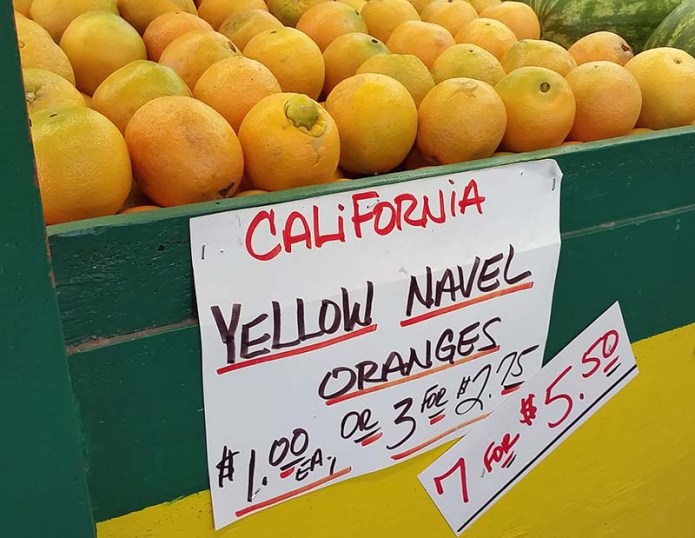 CALiFORNiA
YELLOW NAVEL
ORANGES
$1.00 EA, OR 3 FOR $2.75
7 FOR $5.50